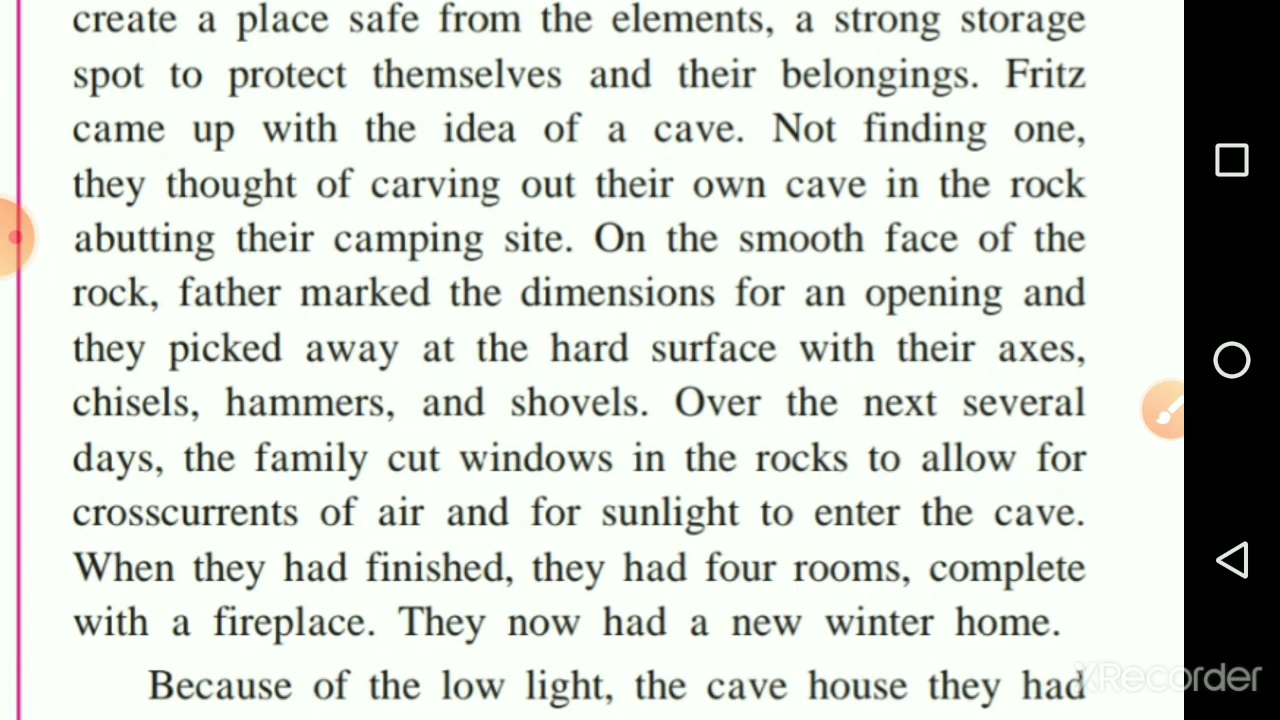 create a place safe from the elements, a strong storage
spot to protect themselves and their belongings. Fritz
came up with the idea of a cave. Not finding one,
they thought of carving out their own cave in the rock
abutting their camping site. On the smooth face of the
rock, father marked the dimensions for an opening and
they picked away at the hard surface with their axes,
chisels, hammers, and shovels. Over the next several
days, the family cut windows in the rocks to allow for
crosscurrents of air and for sunlight to enter the cave.
When they had finished, they had four rooms, complete
with a fireplace. They now had a new winter home.
Because of the low light, the cave house they had
XRecorder